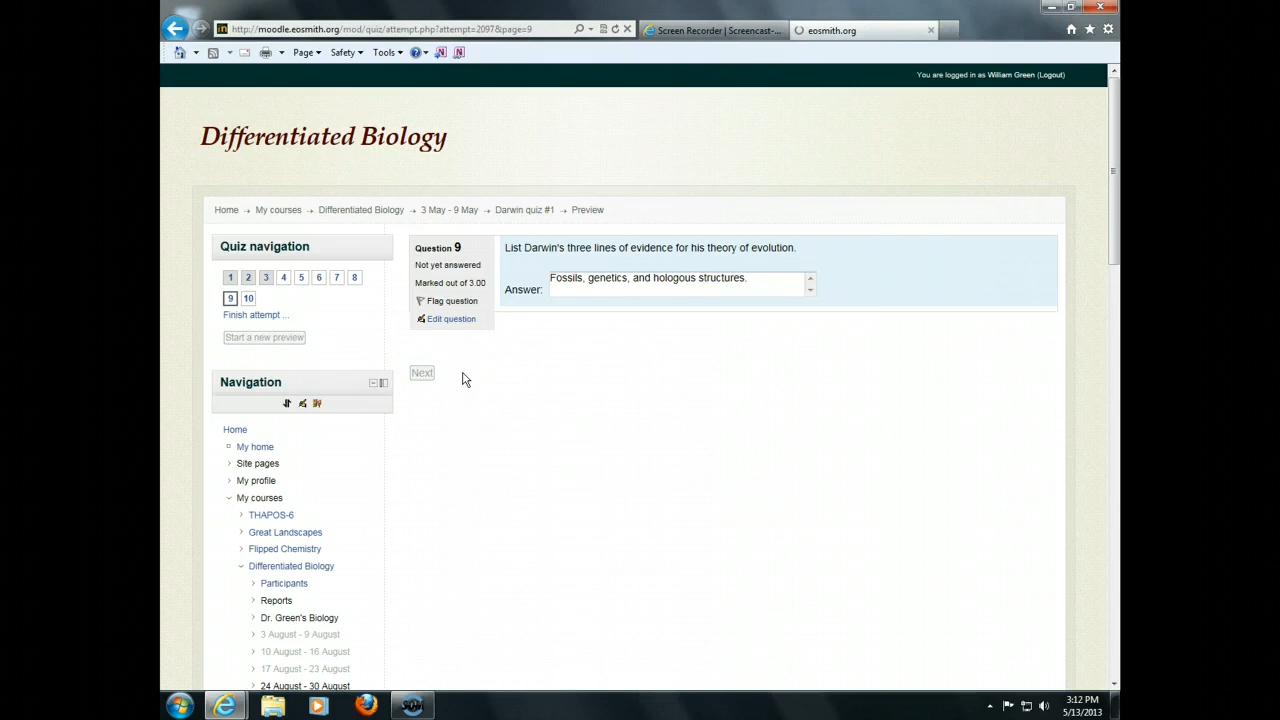 http://moodle.eosmith.org/mod/quiz/attempt.php?attempt=2097&page=9
Screen Recorder | Screencast-...
eosmith.org
Page
Safety
Tools
You are logged in as William Green (Logout)
Differentiated Biology
Home → My courses → Differentiated Biology → 3 May - 9 May → Darwin quiz #1 → Preview
Quiz navigation
1 2 3 4 5 6 7 8
9 10
Finish attempt ...
Start a new preview
Question 9
Not yet answered
Marked out of 3.00
Flag question
Edit question
List Darwin's three lines of evidence for his theory of evolution.
Answer:
Fossils, genetics, and hologous structures.
Next
Navigation
Home
My home
Site pages
My profile
My courses
THAPOS-6
Great Landscapes
Flipped Chemistry
Differentiated Biology
Participants
Reports
Dr. Green's Biology
3 August - 9 August
10 August - 16 August
17 August - 23 August
24 August - 30 August
3:12 PM
5/13/2013